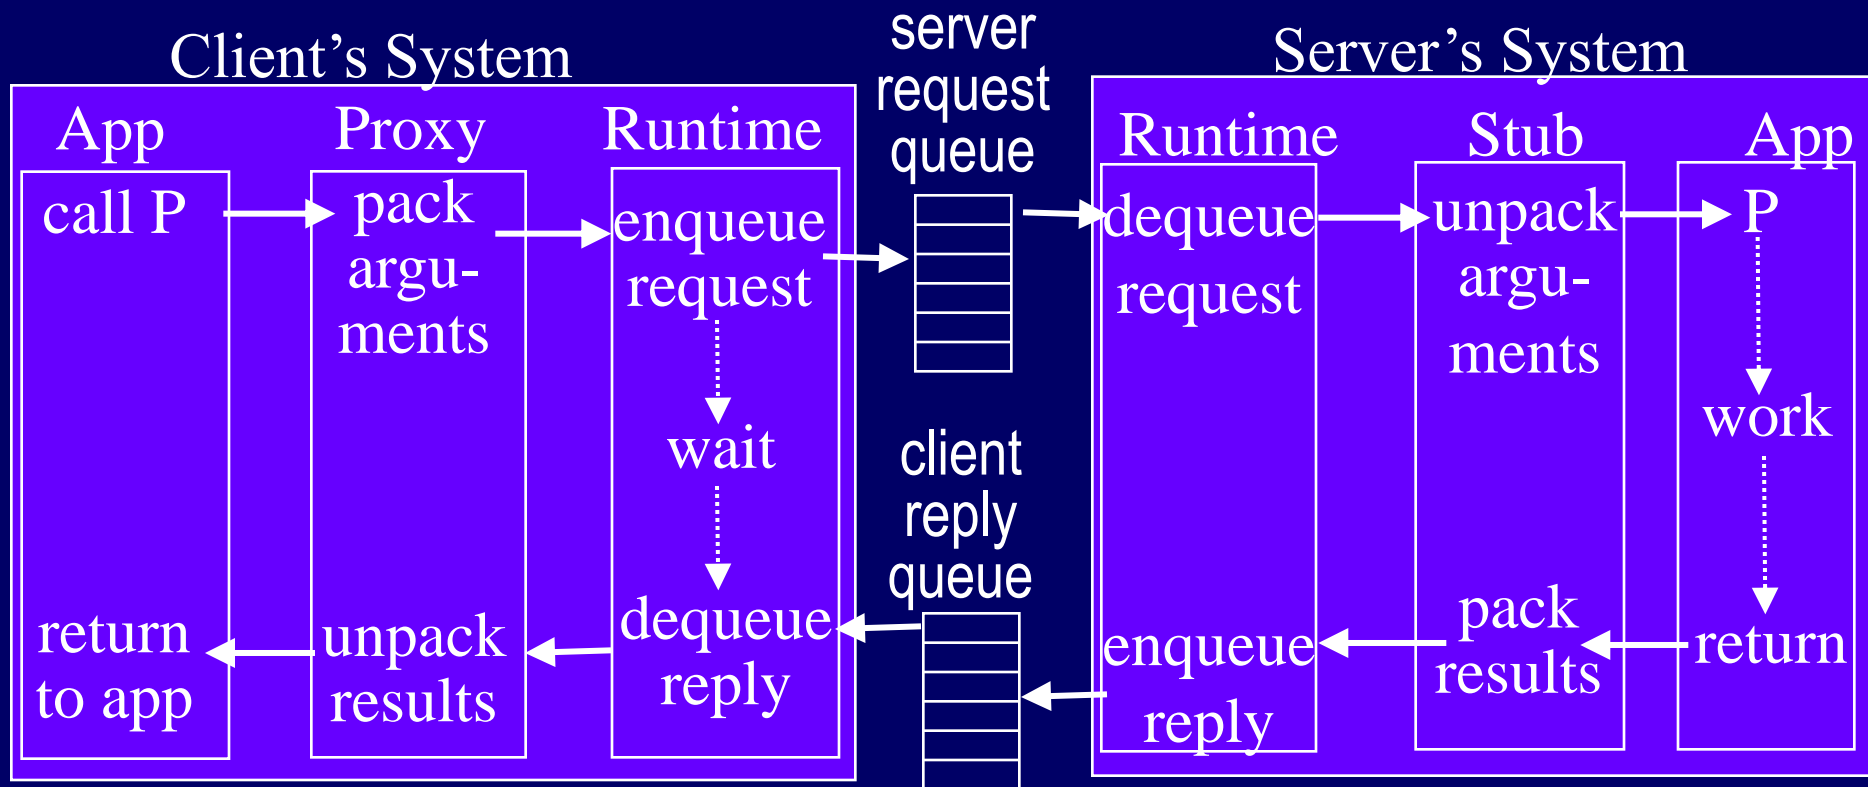 Client's System
App
call P
return
to app
Proxy
pack
argu-
ments
unpack
results
Runtime
enqueue
request
wait
dequeue
reply
server
request
queue
client
reply
queue
Server's System
Runtime
dequeue
request
enqueue
reply
Stub
unpack
argu-
ments
pack
results
App
P
work
return